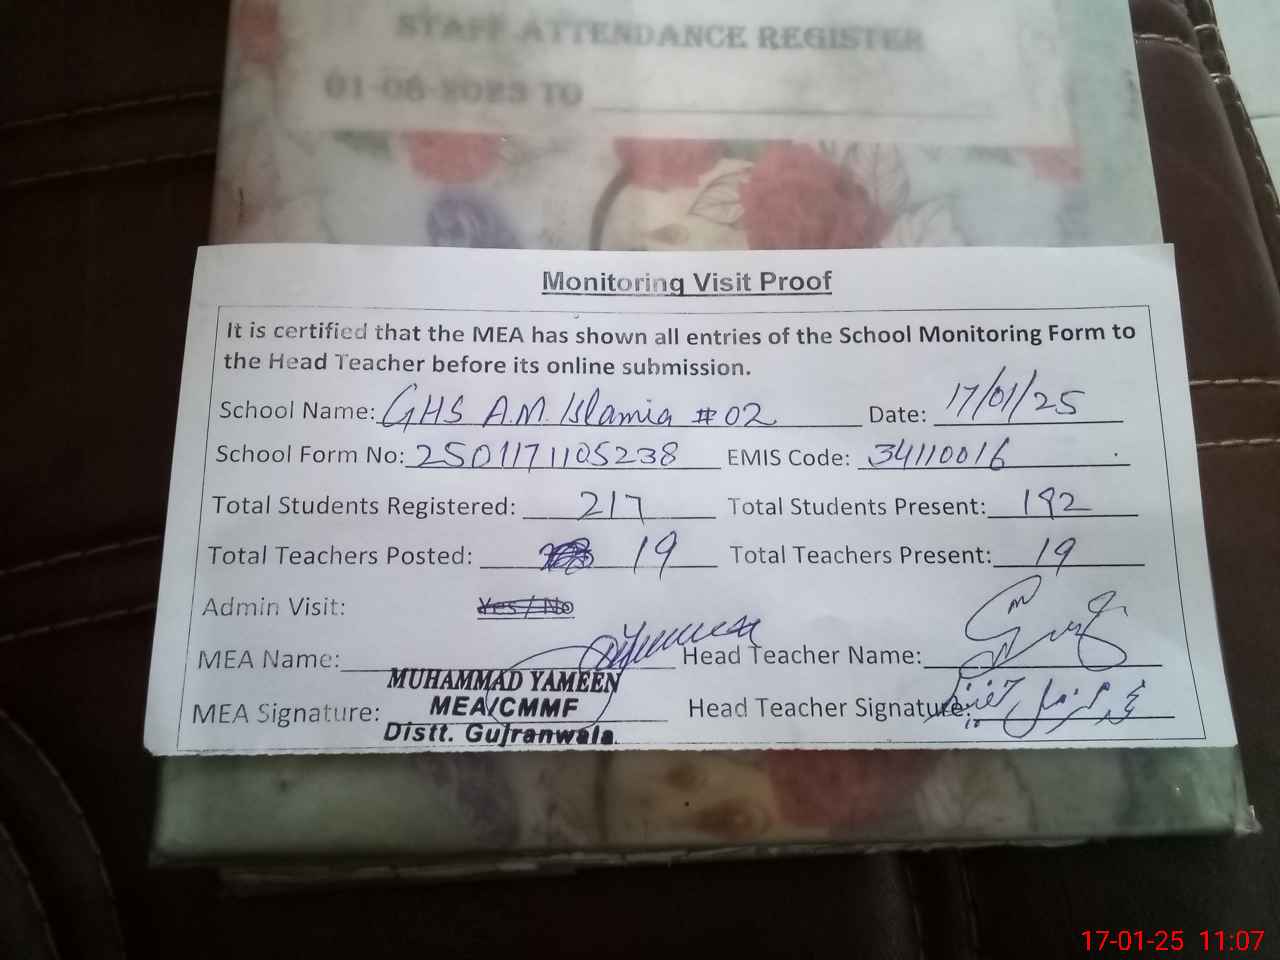 STAFF ATTENDANCE REGISTER
01-08-2023 TO
Monitoring Visit Proof
It is certified that the MEA has shown all entries of the School Monitoring Form to
the Head Teacher before its online submission.
School Name: GHS A.M. Islamia #02 Date: 17/01/25
School Form No: 2501171105238 EMIS Code: 34110016
Total Students Registered: 217 Total Students Present: 192
Total Teachers Posted: 19 Total Teachers Present: 19
Admin Visit: Yes / No
MEA Name: Head Teacher Name:
MUHAMMAD YAMEEN
MEA Signature: MEA/CMMF Head Teacher Signature:
Distt. Gujranwala.
17-01-25 11:07